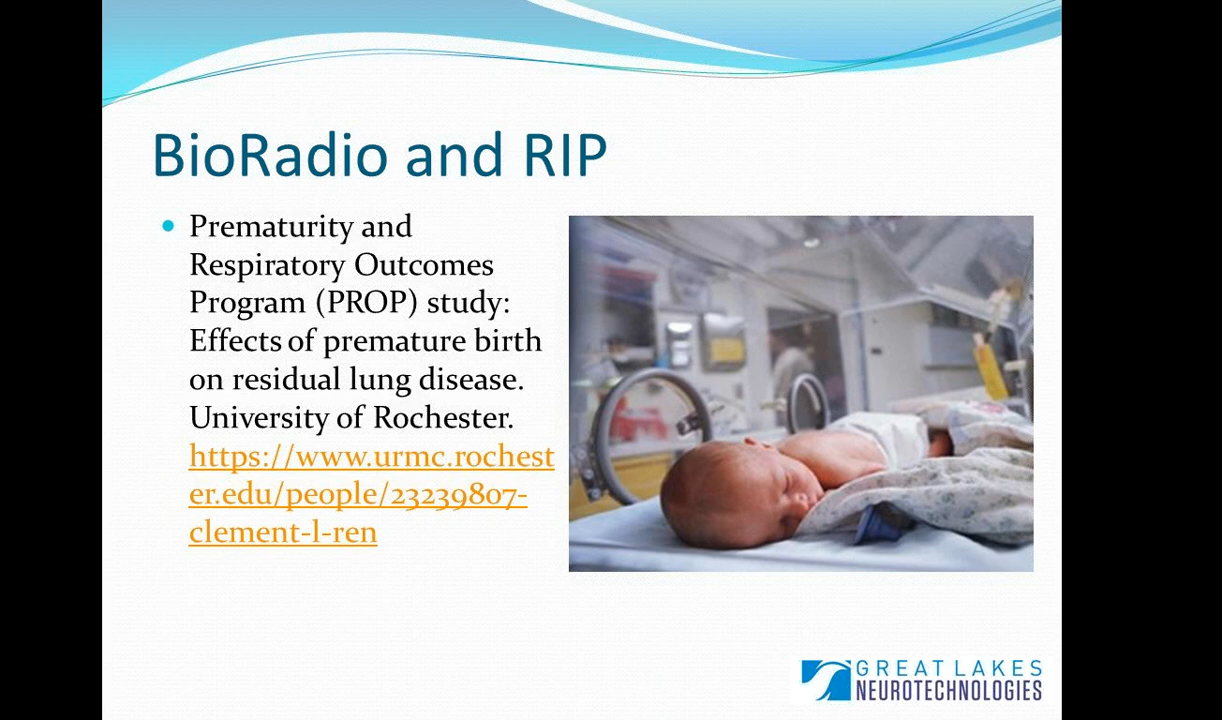 BioRadio and RIP
Prematurity and
Respiratory Outcomes
Program (PROP) study:
Effects of premature birth
on residual lung disease.
University of Rochester.
https://www.urmc.rochest
er.edu/people/23239807-
clement-l-ren
GREAT LAKES
NEUROTECHNOLOGIES